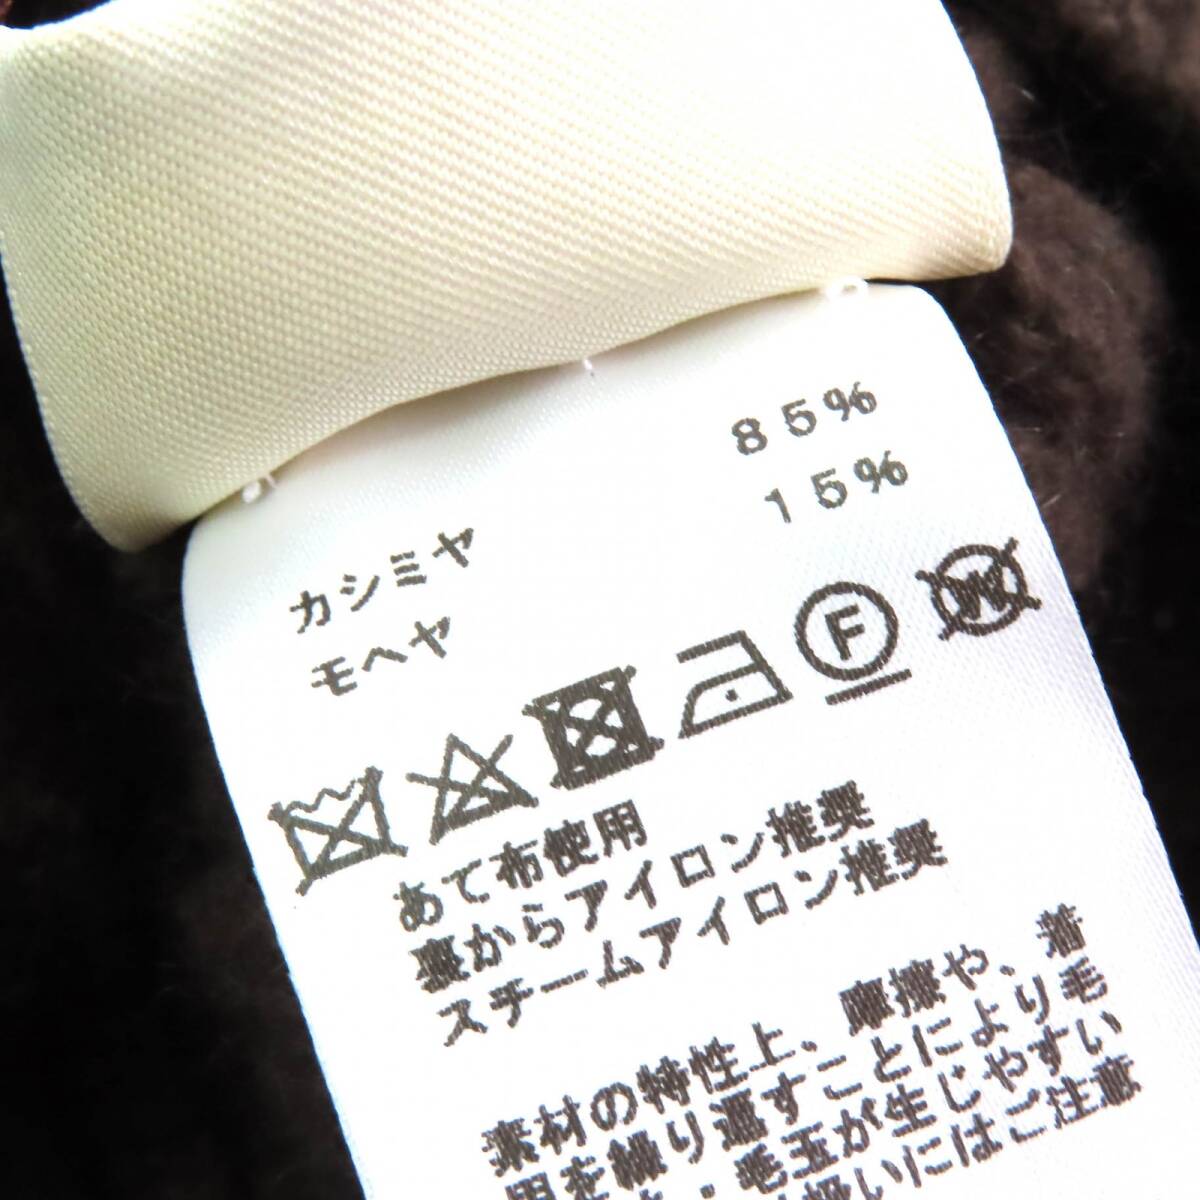 カシミヤ 85%
モヘヤ 15%
F
W
あて布使用
裏からアイロン推奨
スチームアイロン推奨
素材の特性上、摩擦や、着
用を繰り返すことにより毛
・毛玉が生じやすい
扱いにはご注意